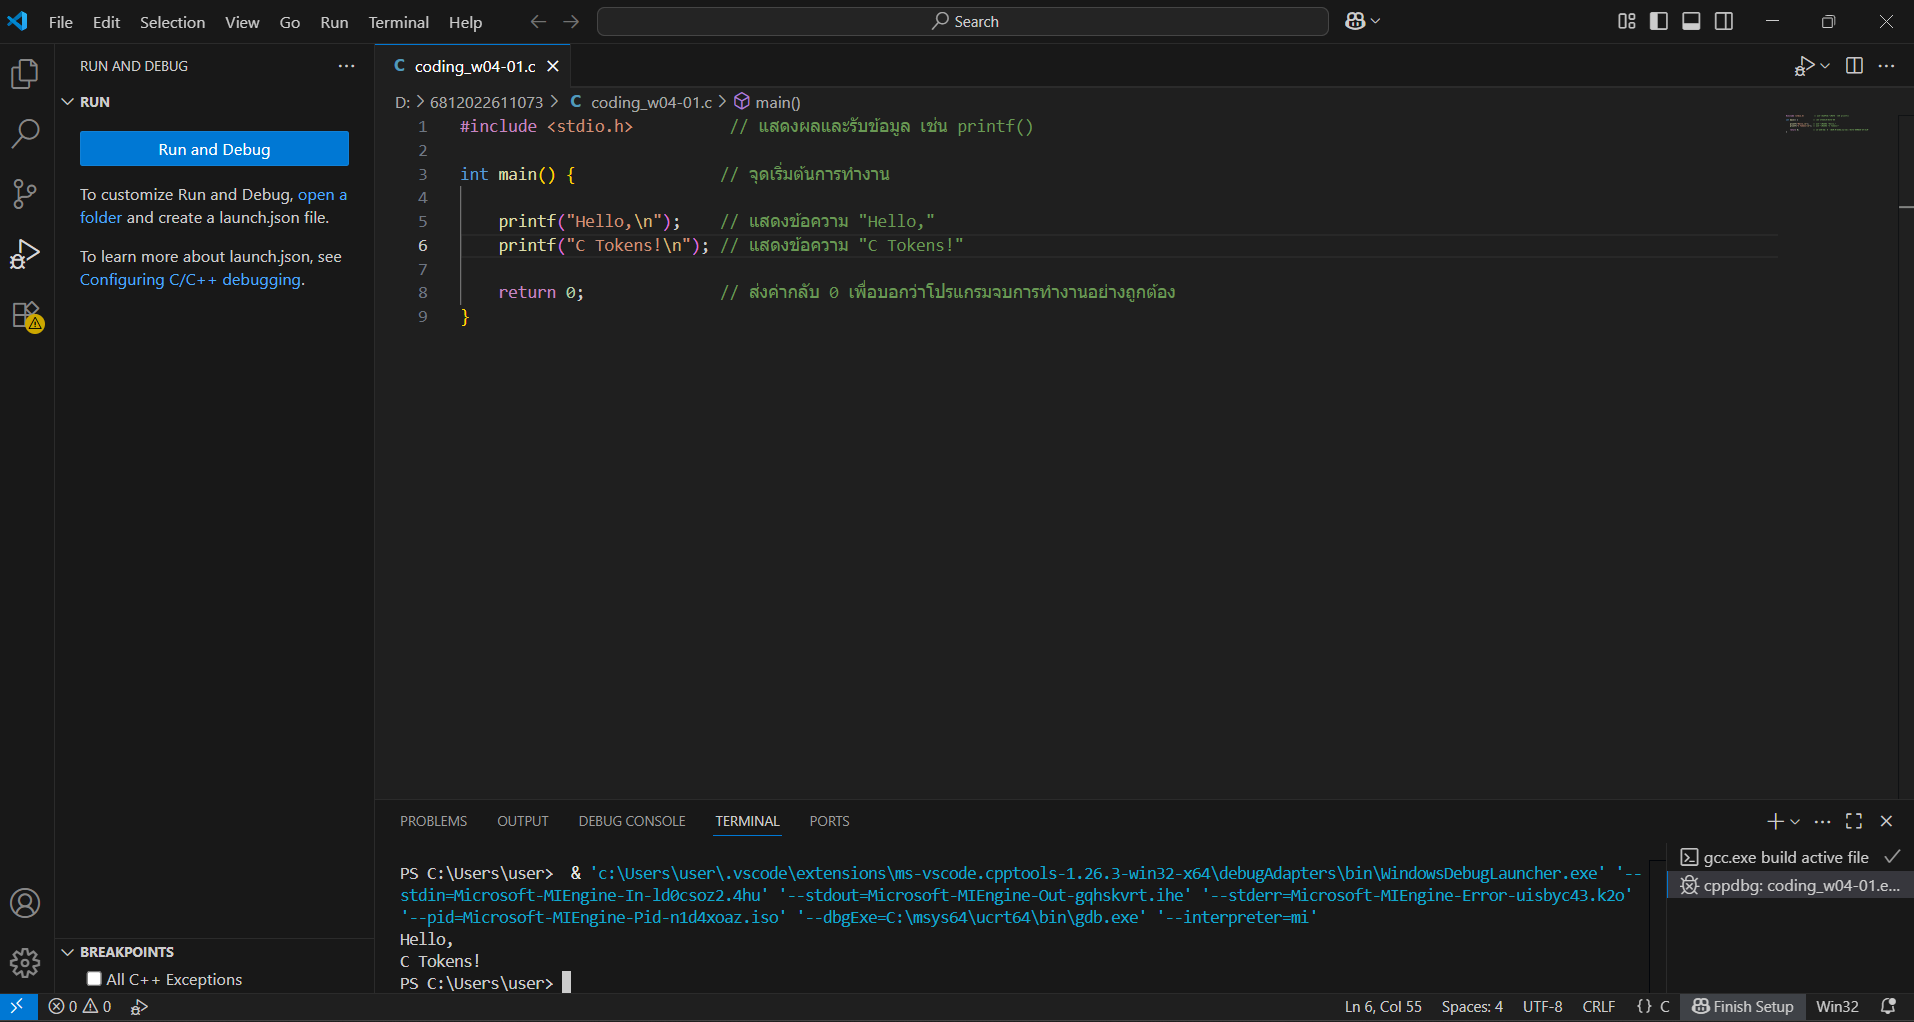 File Edit Selection View Go Run Terminal Help
Search
RUN AND DEBUG
RUN
Run and Debug
To customize Run and Debug, open a
folder and create a launch.json file.
To learn more about launch.json, see
Configuring C/C++ debugging.
C coding_w04-01.c
D: > 6812022611073 > C coding_w04-01.c > main()
1 #include <stdio.h> // แสดงผลและรับข้อมูล เช่น printf()
2
3 int main() { // จุดเริ่มต้นการทำงาน
4
5 printf("Hello,\n"); // แสดงข้อความ "Hello,"
6 printf("C Tokens!\n"); // แสดงข้อความ "C Tokens!"
7
8 return 0; // ส่งค่ากลับ 0 เพื่อบอกว่าโปรแกรมจบการทำงานอย่างถูกต้อง
9 }
PROBLEMS OUTPUT DEBUG CONSOLE TERMINAL PORTS
PS C:\Users\user> & 'c:\Users\user\.vscode\extensions\ms-vscode.cpptools-1.26.3-win32-x64\debugAdapters\bin\WindowsDebugLauncher.exe' '--
stdin=Microsoft-MIEngine-In-ld0csoz2.4hu' '--stdout=Microsoft-MIEngine-Out-gqhskvrt.ihe' '--stderr=Microsoft-MIEngine-Error-uisbyc43.k2o'
'--pid=Microsoft-MIEngine-Pid-n1d4xoaz.iso' '--dbgExe=C:\msys64\ucrt64\bin\gdb.exe' '--interpreter=mi'
Hello,
C Tokens!
PS C:\Users\user>
gcc.exe build active file
cppdbg: coding_w04-01.e...
BREAKPOINTS
All C++ Exceptions
0 0
Ln 6, Col 55 Spaces: 4 UTF-8 CRLF {} C Finish Setup Win32